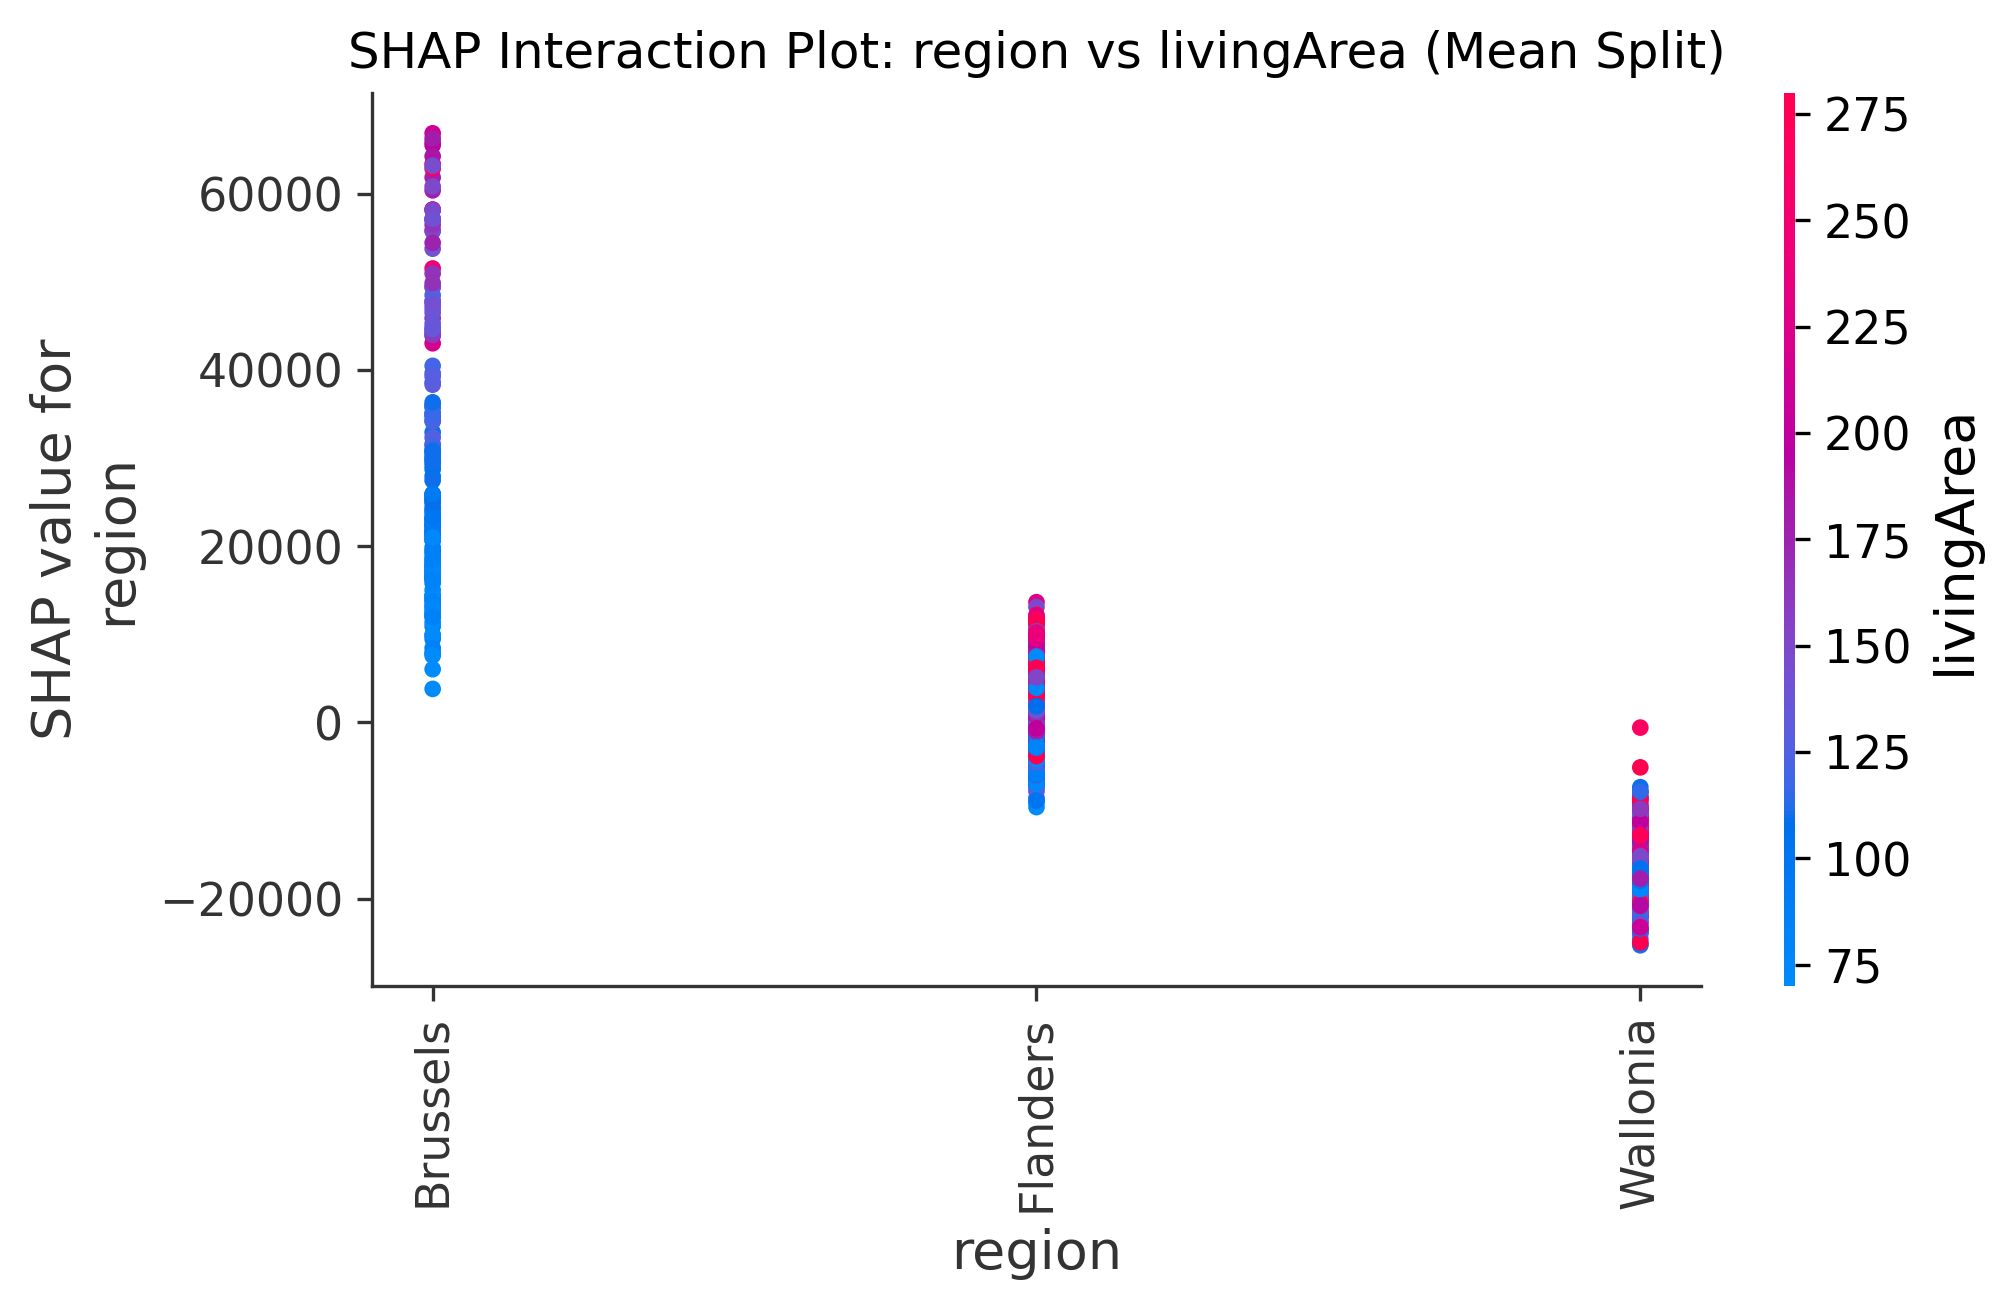 SHAP Interaction Plot: region vs livingArea (Mean Split)
SHAP value for
region
60000
40000
20000
0
−20000
Brussels
Flanders
Wallonia
region
275
250
225
200
175
150
125
100
75
livingArea